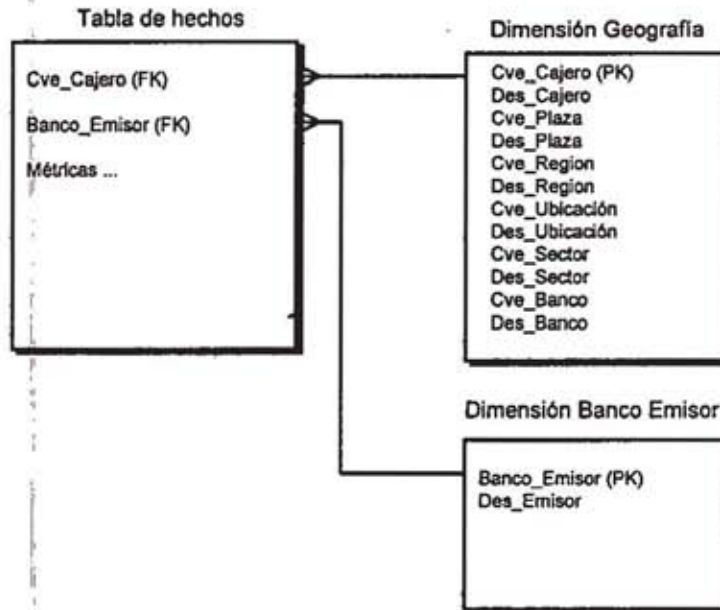 Tabla de hechos
Cve_Cajero (FK)
Banco_Emisor (FK)
Métricas ...
Dimensión Geografía
Cve_Cajero (PK)
Des_Cajero
Cve_Plaza
Des_Plaza
Cve_Region
Des_Region
Cve_Ubicación
Des_Ubicación
Cve_Sector
Des_Sector
Cve_Banco
Des_Banco
Dimensión Banco Emisor
Banco_Emisor (PK)
Des_Emisor